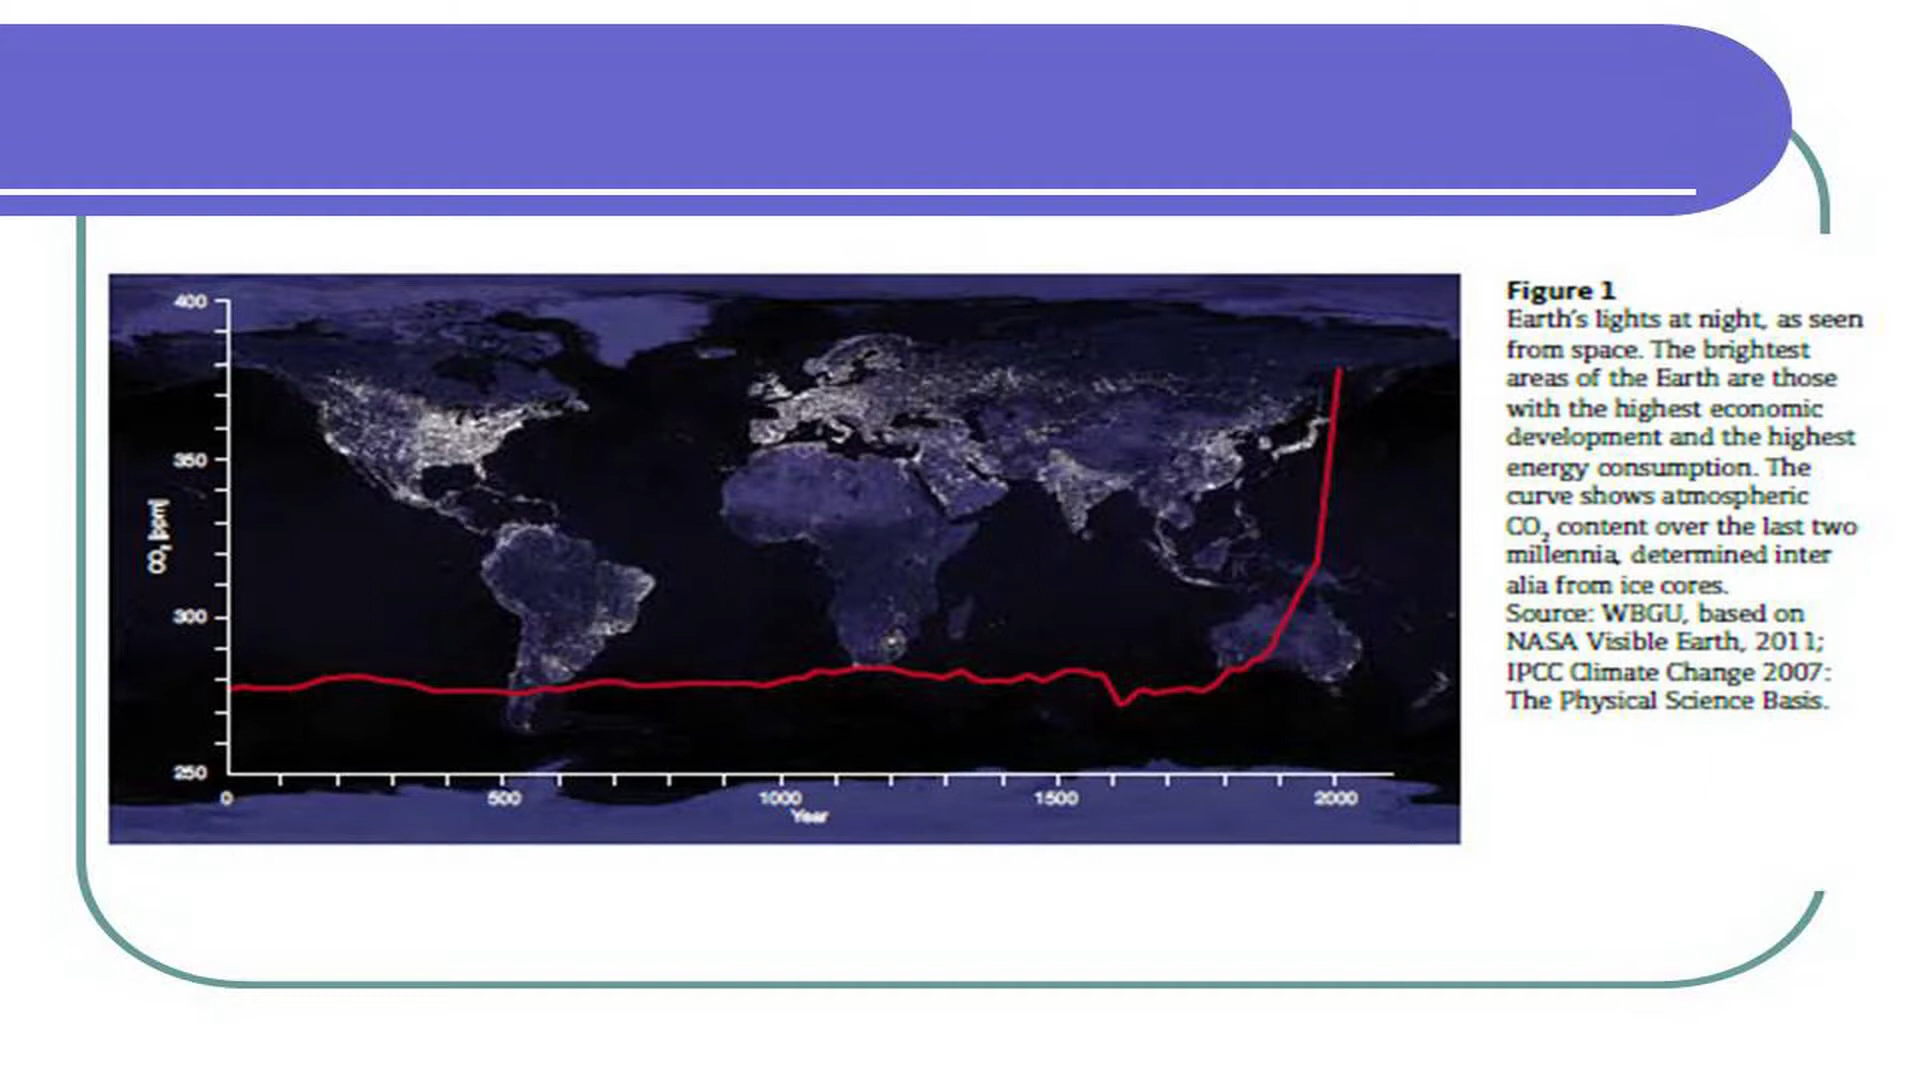 400
350
300
250
CO₂ [ppm]
0
500
1000
1500
2000
Year
Figure 1
Earth's lights at night, as seen
from space. The brightest
areas of the Earth are those
with the highest economic
development and the highest
energy consumption. The
curve shows atmospheric
CO₂ content over the last two
millennia, determined inter
alia from ice cores.
Source: WBGU, based on
NASA Visible Earth, 2011;
IPCC Climate Change 2007:
The Physical Science Basis.